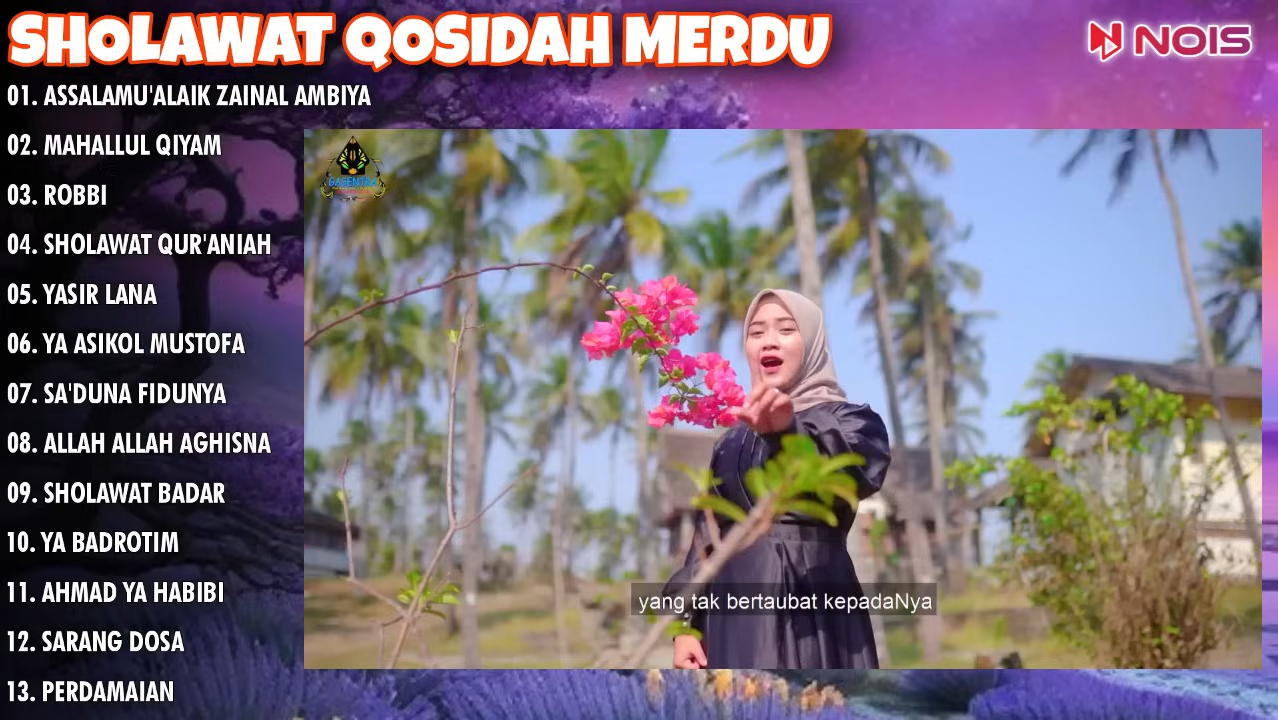 SHOLAWAT QOSIDAH MERDU
NOIS
01. ASSALAMU'ALAIK ZAINAL AMBIYA
02. MAHALLUL QIYAM
03. ROBBI
04. SHOLAWAT QUR'ANIAH
05. YASIR LANA
06. YA ASIKOL MUSTOFA
07. SA'DUNA FIDUNYA
08. ALLAH ALLAH AGHISNA
09. SHOLAWAT BADAR
10. YA BADROTIM
11. AHMAD YA HABIBI
12. SARANG DOSA
13. PERDAMAIAN
GASENTRA
yang tak bertaubat kepadaNya